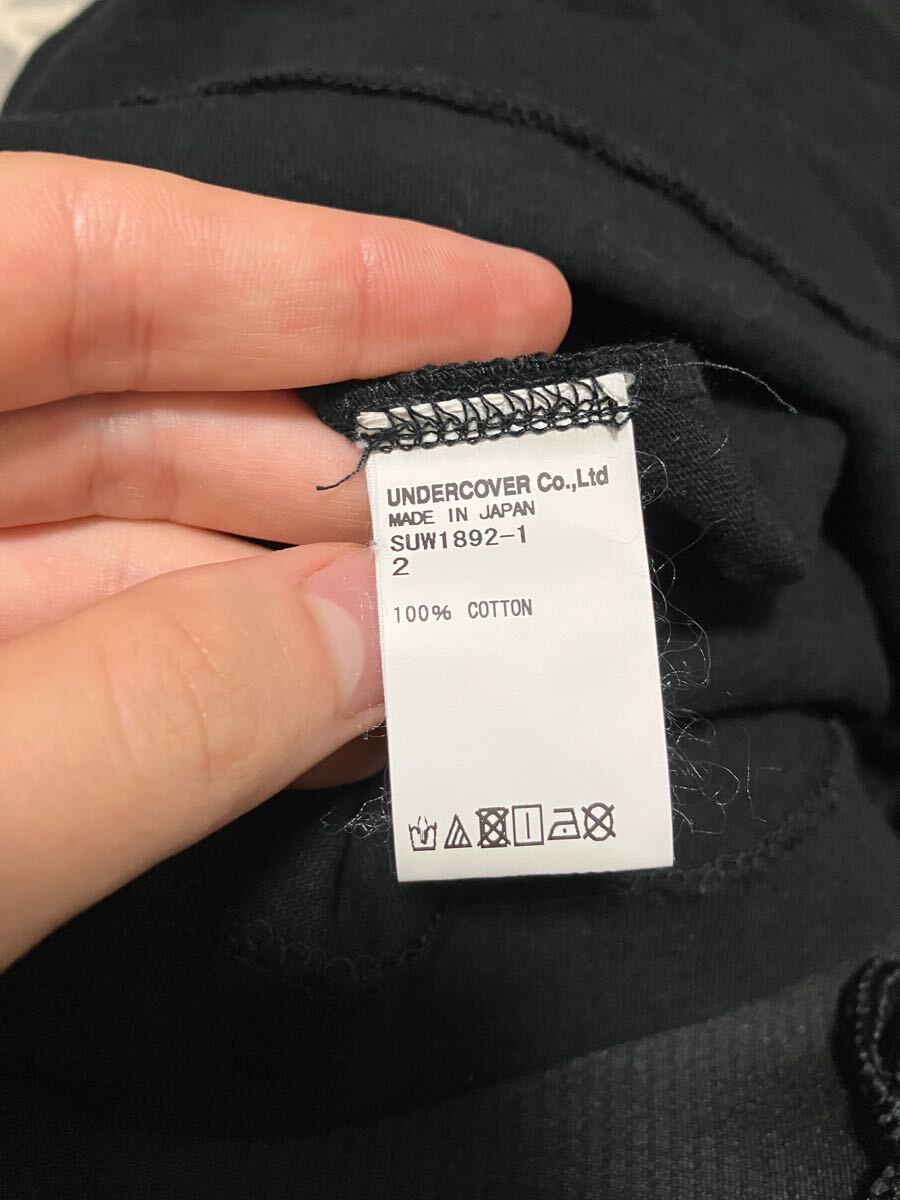 UNDERCOVER Co.,Ltd
MADE IN JAPAN
SUW1892-1
2
100% COTTON